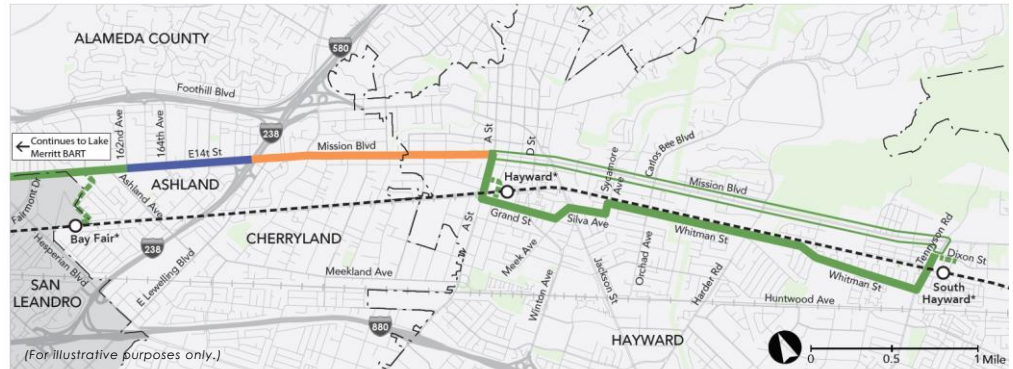 ALAMEDA COUNTY
580
Foothill Blvd
238
Continues to Lake
Merritt BART
162nd Ave
164th Ave
E14t St
Mission Blvd
A St
D St
Sycamore
Ave
Carlos Bee Blvd
Mission Blvd
Fairmont Dr
Ashland Ave
ASHLAND
Hayward*
Grand St
Silva Ave
Whitman St
Tennyson Rd
Dixon St
Bay Fair*
Hesperian Blvd
238
CHERRYLAND
A St
Meek Ave
Winton Ave
Jackson St
Orchad Ave
Harder Rd
Whitman St
South
Hayward*
SAN
LEANDRO
E Lewelling Blvd
Meekland Ave
Huntwood Ave
880
HAYWARD
(For illustrative purposes only.)
0
0.5
1 Mile